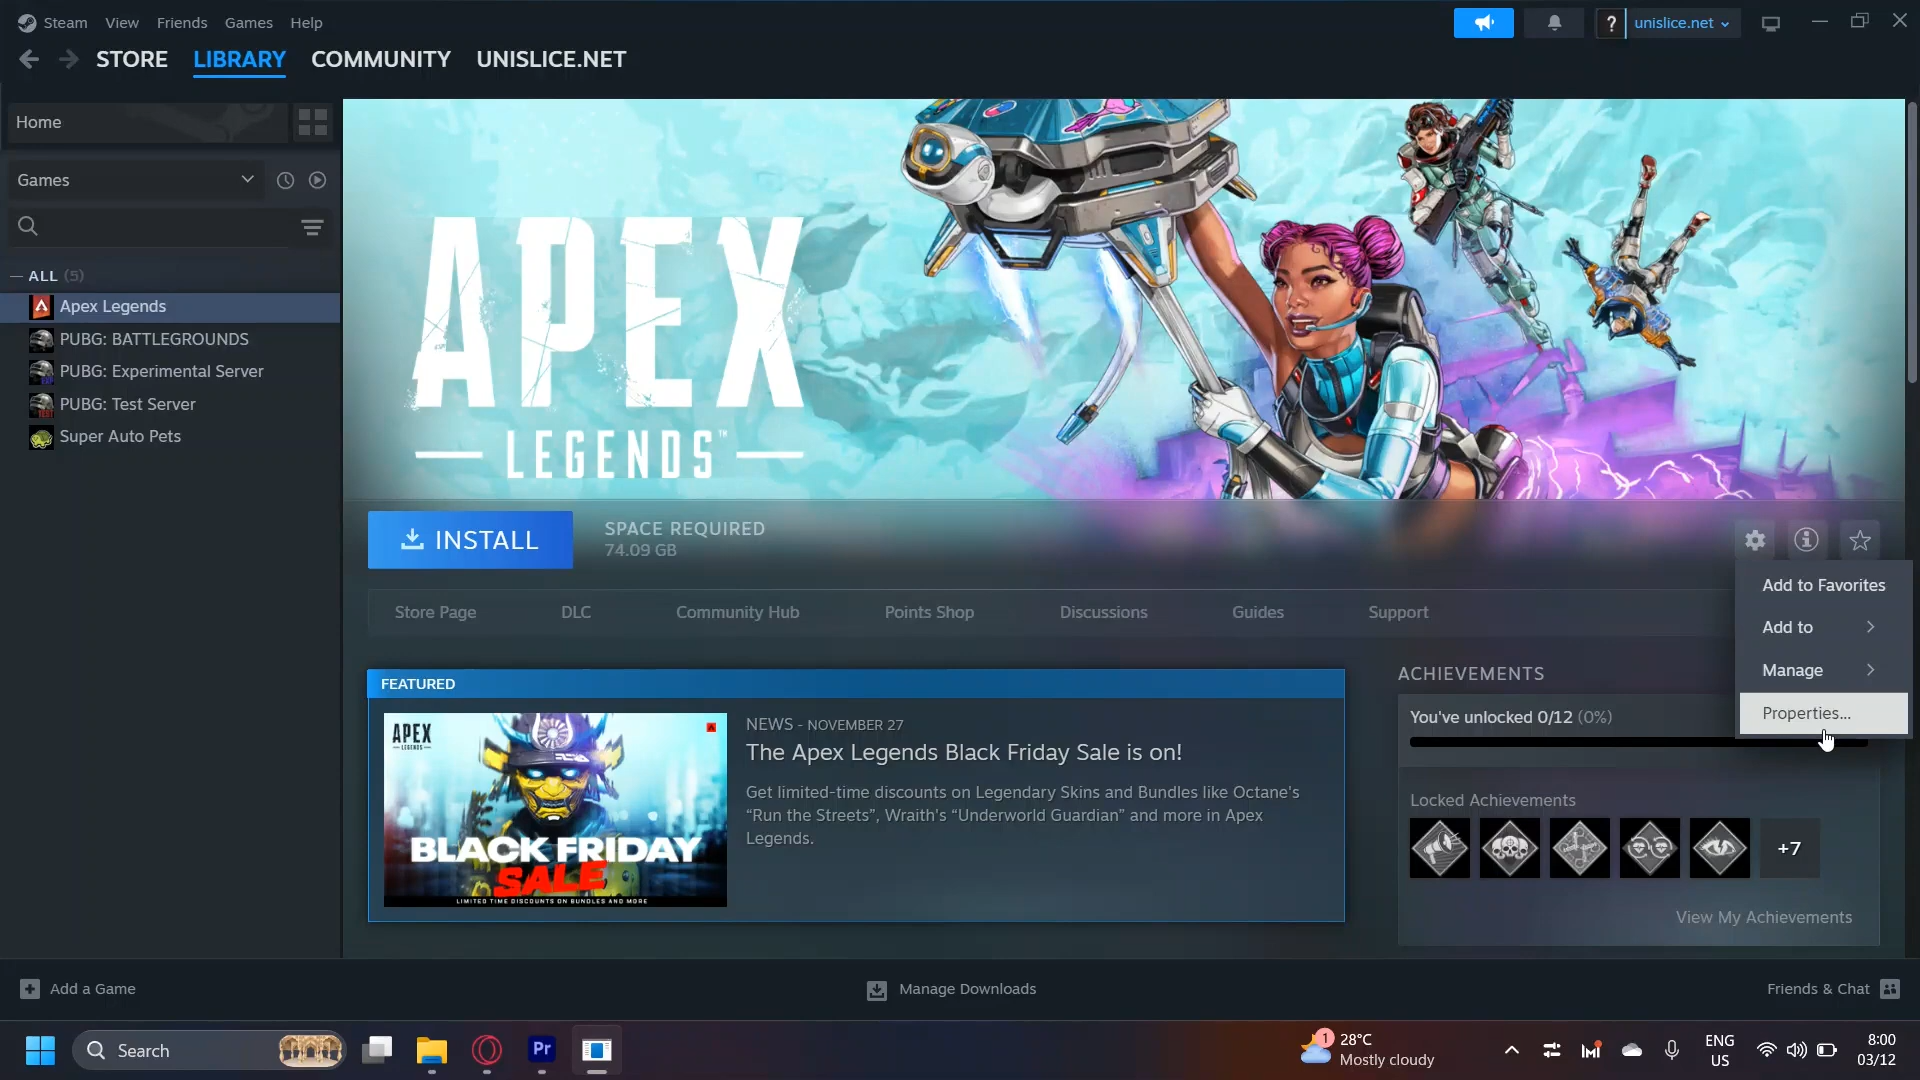 Steam View Friends Games Help
? unislice.net
STORE LIBRARY COMMUNITY UNISLICE.NET
Home
Games
ALL (5)
Apex Legends
PUBG: BATTLEGROUNDS
PUBG: Experimental Server
PUBG: Test Server
Super Auto Pets
APEX
LEGENDS™
INSTALL
SPACE REQUIRED
74.09 GB
Add to Favorites
Add to
Manage
Properties...
Store Page DLC Community Hub Points Shop Discussions Guides Support
FEATURED
APEX
LEGENDS
BLACK FRIDAY
SALE
LIMITED TIME DISCOUNTS ON BUNDLES AND MORE
NEWS - NOVEMBER 27
The Apex Legends Black Friday Sale is on!
Get limited-time discounts on Legendary Skins and Bundles like Octane's
"Run the Streets", Wraith's "Underworld Guardian" and more in Apex
Legends.
ACHIEVEMENTS
You've unlocked 0/12 (0%)
Locked Achievements
+7
View My Achievements
Add a Game
Manage Downloads
Friends & Chat
Search
Pr
1
28°C
Mostly cloudy
ENG
US
8:00
03/12